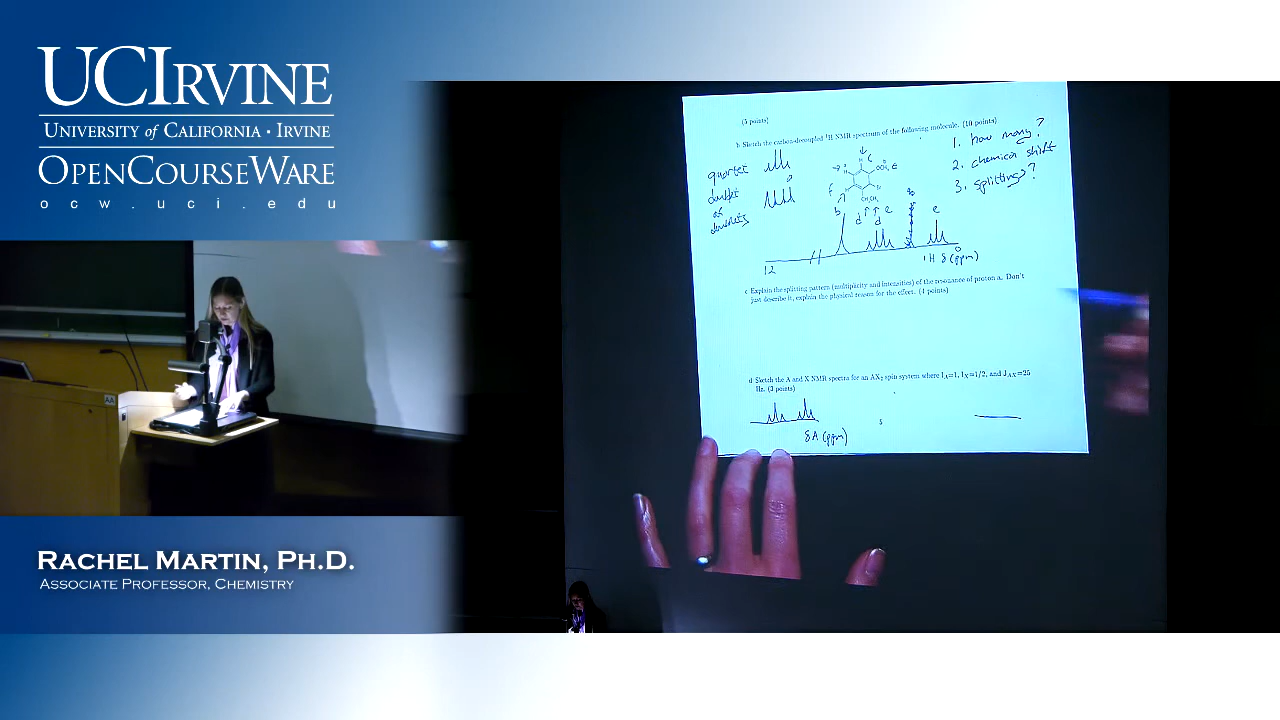 UCIRVINE
UNIVERSITY of CALIFORNIA · IRVINE
OPENCOURSEWARE
ocw.uci.edu
RACHEL MARTIN, PH.D.
ASSOCIATE PROFESSOR, CHEMISTRY
(5 points)
b Sketch the carbon-decoupled ¹H NMR spectrum of the following molecule. (10 points)
1. how many?
2. chemical shift
3. splittings?
quartet
doublet
of
doublets
b
d
d
e
e
12
0
1H δ (ppm)
c Explain the splitting pattern (multiplicity and intensities) of the resonance of proton a. Don't
just describe it, explain the physical reason for the effect. (4 points)
d Sketch the A and X NMR spectra for an AX₂ spin system where I_A=1, I_X=1/2, and J_AX=25
Hz. (3 points)
δA (ppm)